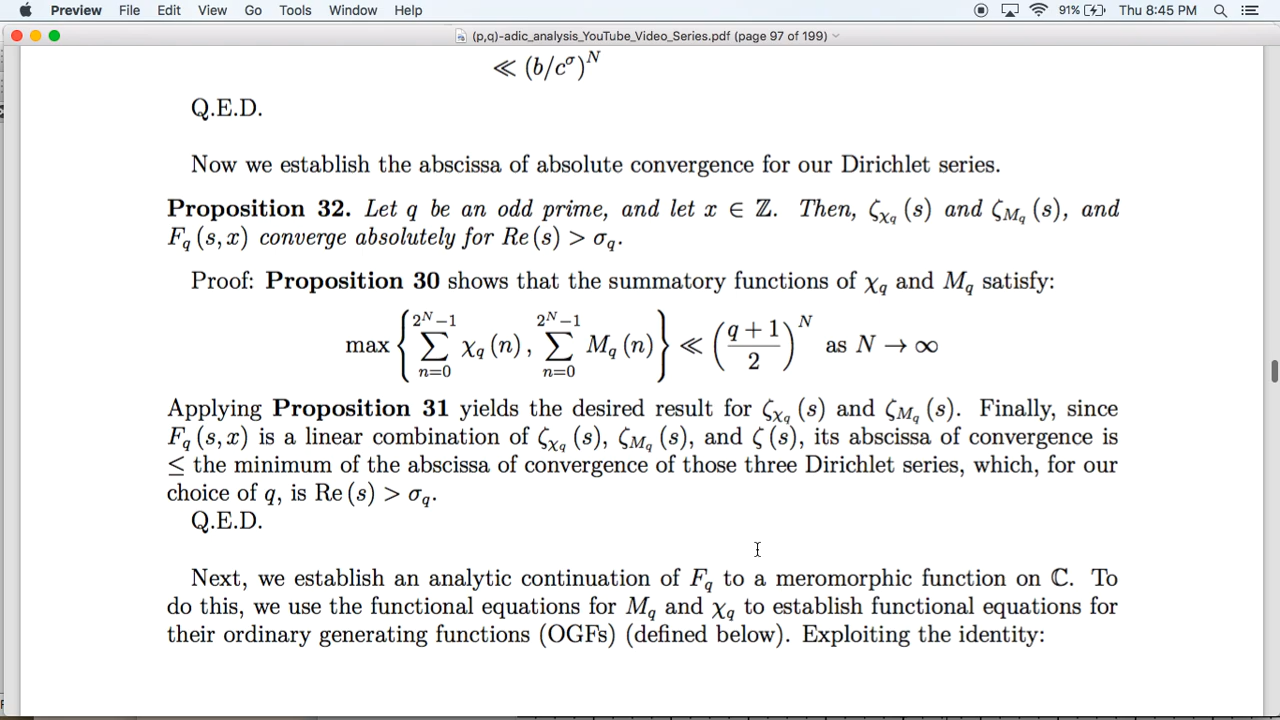 Preview File Edit View Go Tools Window Help 91% Thu 8:45 PM
(p,q)-adic_analysis_YouTube_Video_Series.pdf (page 97 of 199)
≪ (b/c^σ)^N
Q.E.D.
Now we establish the abscissa of absolute convergence for our Dirichlet series.
Proposition 32. Let q be an odd prime, and let x ∈ ℤ. Then, ζ_{χ_q} (s) and ζ_{M_q} (s), and
F_q (s, x) converge absolutely for Re (s) > σ_q.
Proof: Proposition 30 shows that the summatory functions of χ_q and M_q satisfy:
max { ∑_{n=0}^{2^N−1} χ_q (n), ∑_{n=0}^{2^N−1} M_q (n) } ≪ ((q + 1)/2)^N as N → ∞
Applying Proposition 31 yields the desired result for ζ_{χ_q} (s) and ζ_{M_q} (s). Finally, since
F_q (s, x) is a linear combination of ζ_{χ_q} (s), ζ_{M_q} (s), and ζ (s), its abscissa of convergence is
≤ the minimum of the abscissa of convergence of those three Dirichlet series, which, for our
choice of q, is Re (s) > σ_q.
Q.E.D.
Next, we establish an analytic continuation of F_q to a meromorphic function on ℂ. To
do this, we use the functional equations for M_q and χ_q to establish functional equations for
their ordinary generating functions (OGFs) (defined below). Exploiting the identity: